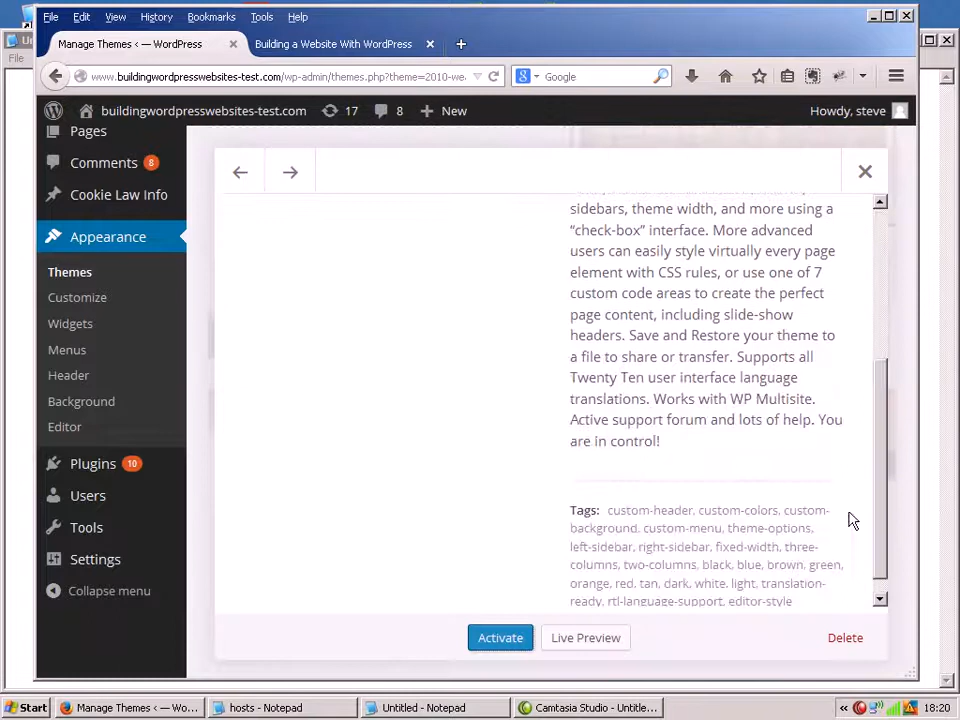 File Edit View History Bookmarks Tools Help
Manage Themes ‹ — WordPress
Building a Website With WordPress
www.buildingwordpresswebsites-test.com/wp-admin/themes.php?theme=2010-we
Google
File
buildingwordpresswebsites-test.com 17 8 New
Howdy, steve
Pages
Comments 8
Cookie Law Info
Appearance
Themes
Customize
Widgets
Menus
Header
Background
Editor
Plugins 10
Users
Tools
Settings
Collapse menu
sidebars, theme width, and more using a
“check-box” interface. More advanced
users can easily style virtually every page
element with CSS rules, or use one of 7
custom code areas to create the perfect
page content, including slide-show
headers. Save and Restore your theme to
a file to share or transfer. Supports all
Twenty Ten user interface language
translations. Works with WP Multisite.
Active support forum and lots of help. You
are in control!
Tags: custom-header, custom-colors, custom-
background, custom-menu, theme-options,
left-sidebar, right-sidebar, fixed-width, three-
columns, two-columns, black, blue, brown, green,
orange, red, tan, dark, white, light, translation-
ready, rtl-language-support, editor-style
Activate
Live Preview
Delete
Start
Manage Themes ‹ — Wo...
hosts - Notepad
Untitled - Notepad
Camtasia Studio - Untitle...
18:20